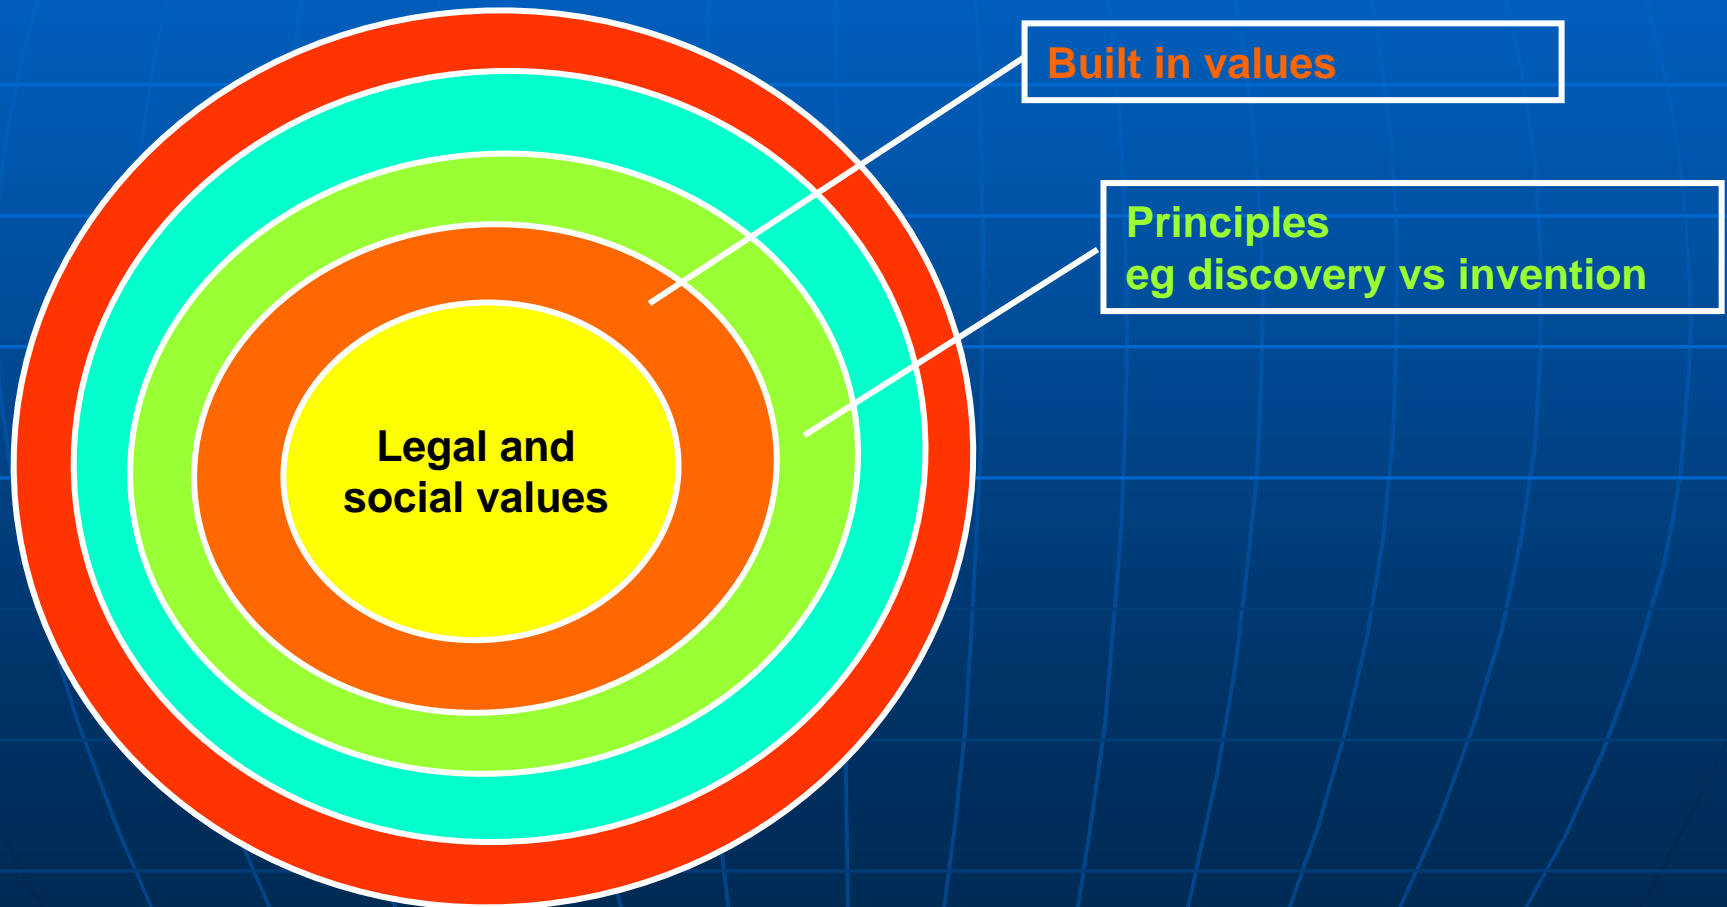 Built in values
Principles
eg discovery vs invention
Legal and
social values